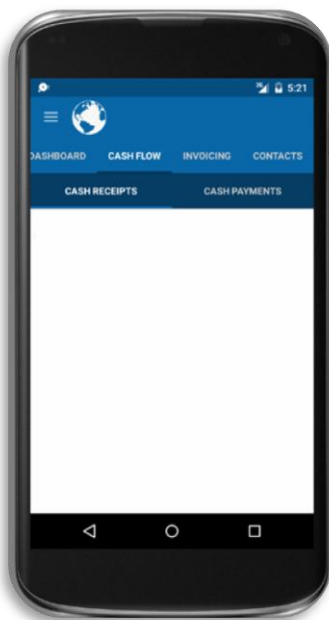 5:21
DASHBOARD CASH FLOW INVOICING CONTACTS
CASH RECEIPTS CASH PAYMENTS